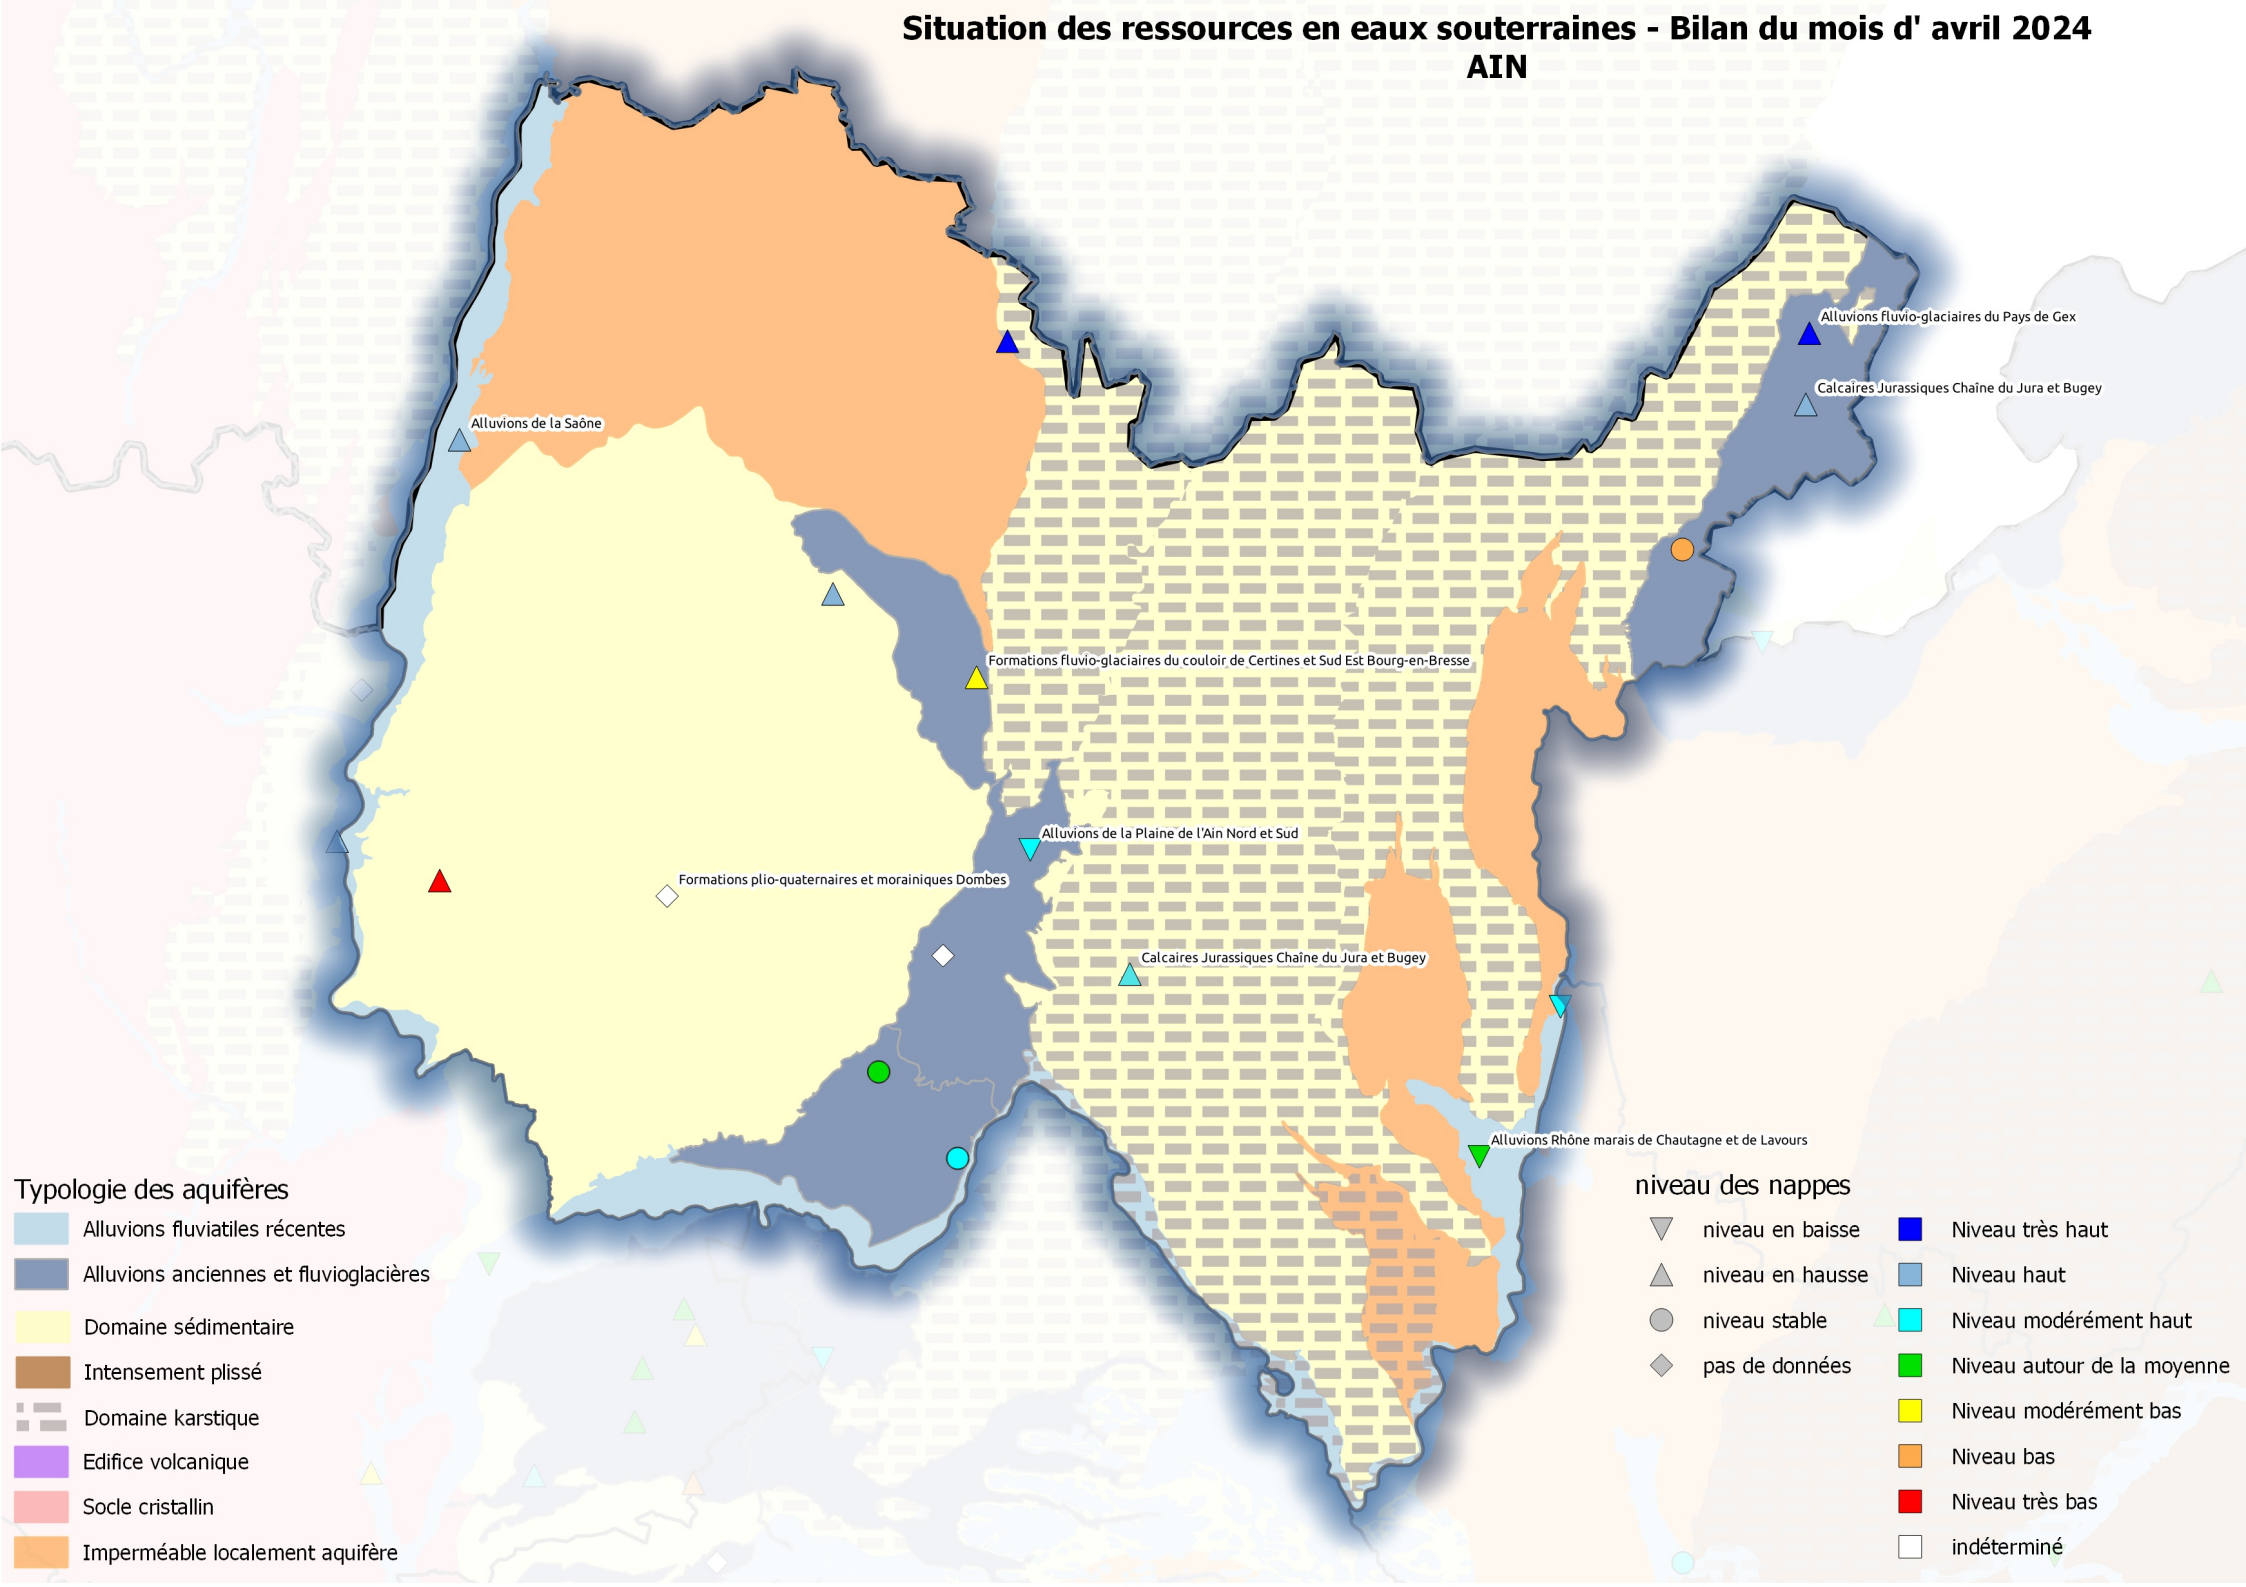 Situation des ressources en eaux souterraines - Bilan du mois d' avril 2024
AIN
Alluvions fluvio-glaciaires du Pays de Gex
Calcaires Jurassiques Chaîne du Jura et Bugey
Alluvions de la Saône
Formations fluvio-glaciaires du couloir de Certines et Sud Est Bourg-en-Bresse
Alluvions de la Plaine de l'Ain Nord et Sud
Formations plio-quaternaires et morainiques Dombes
Calcaires Jurassiques Chaîne du Jura et Bugey
Alluvions Rhône marais de Chautagne et de Lavours
Typologie des aquifères
Alluvions fluviatiles récentes
Alluvions anciennes et fluvioglacières
Domaine sédimentaire
Intensement plissé
Domaine karstique
Edifice volcanique
Socle cristallin
Imperméable localement aquifère
niveau des nappes
niveau en baisse
niveau en hausse
niveau stable
pas de données
Niveau très haut
Niveau haut
Niveau modérément haut
Niveau autour de la moyenne
Niveau modérément bas
Niveau bas
Niveau très bas
indéterminé